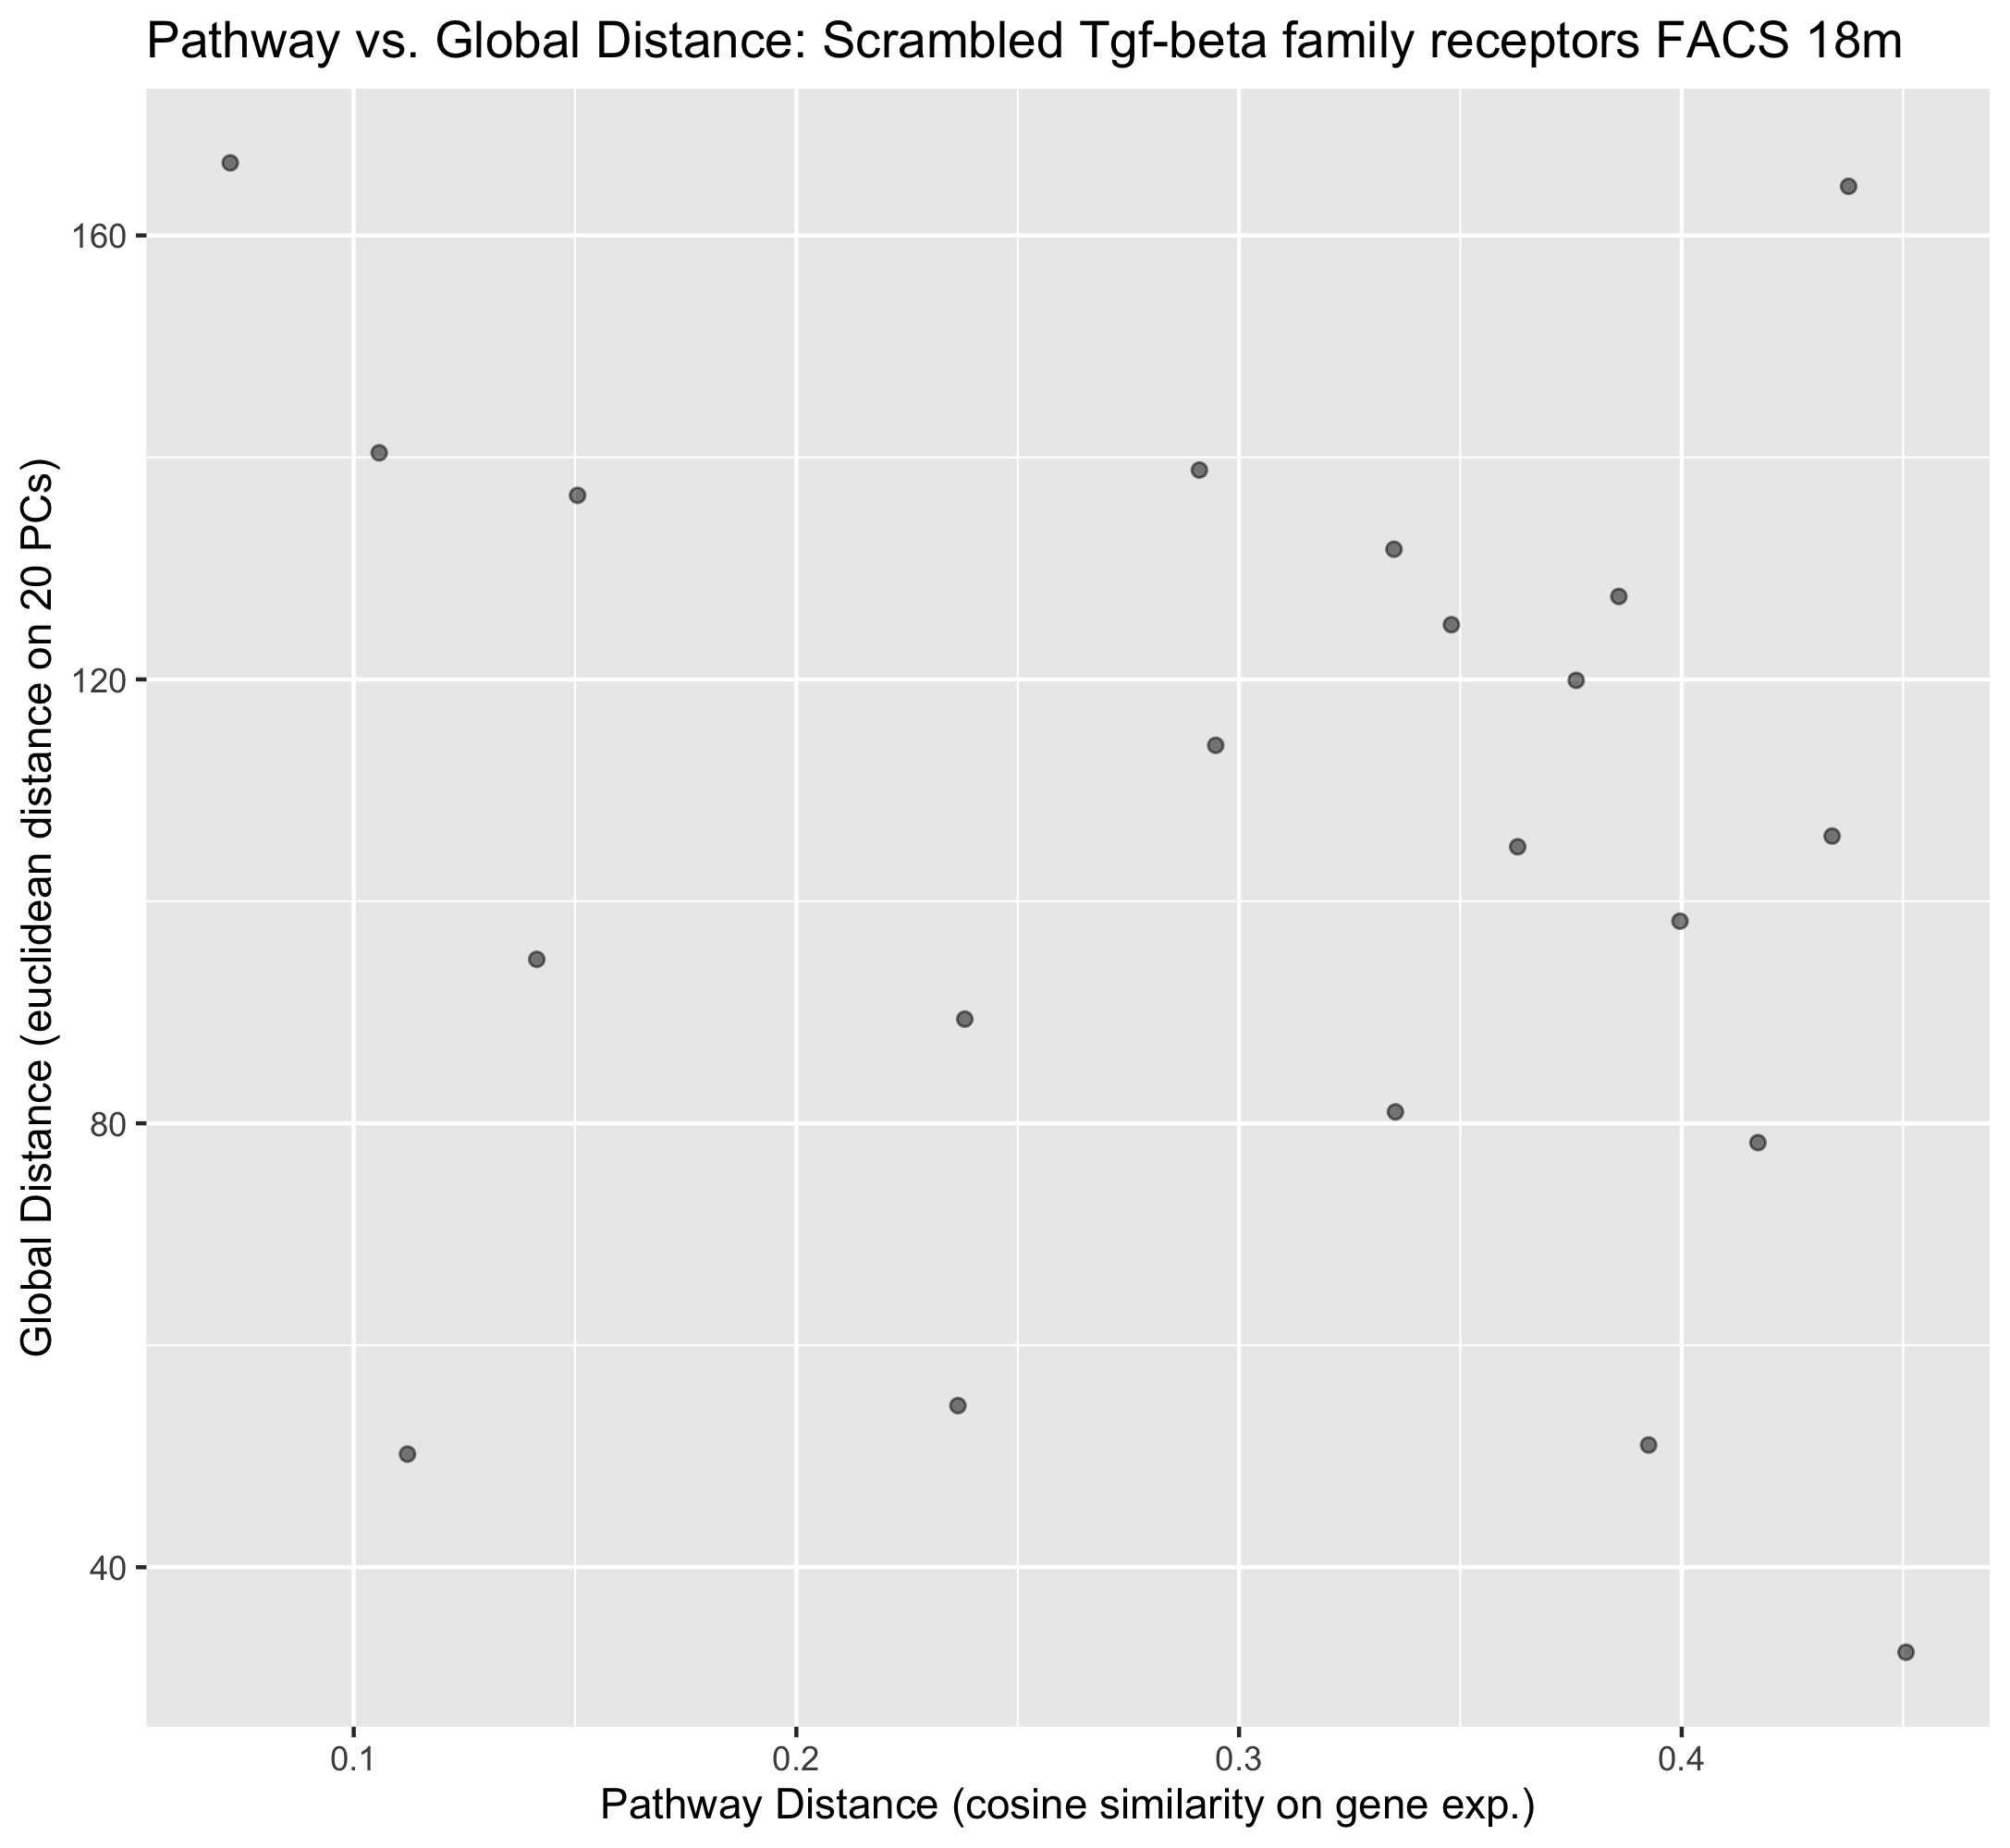 Pathway vs. Global Distance: Scrambled Tgf-beta family receptors FACS 18m
Global Distance (euclidean distance on 20 PCs)
160
120
80
40
0.1
0.2
0.3
0.4
Pathway Distance (cosine similarity on gene exp.)